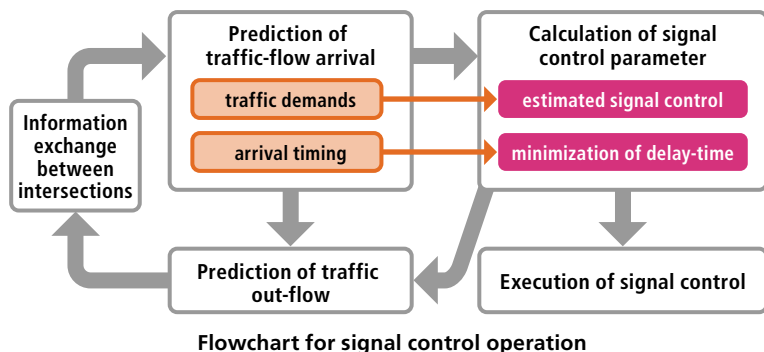 Prediction of
traffic-flow arrival
traffic demands
arrival timing
Calculation of signal
control parameter
estimated signal control
minimization of delay-time
Information
exchange
between
intersections
Prediction of traffic
out-flow
Execution of signal control
Flowchart for signal control operation